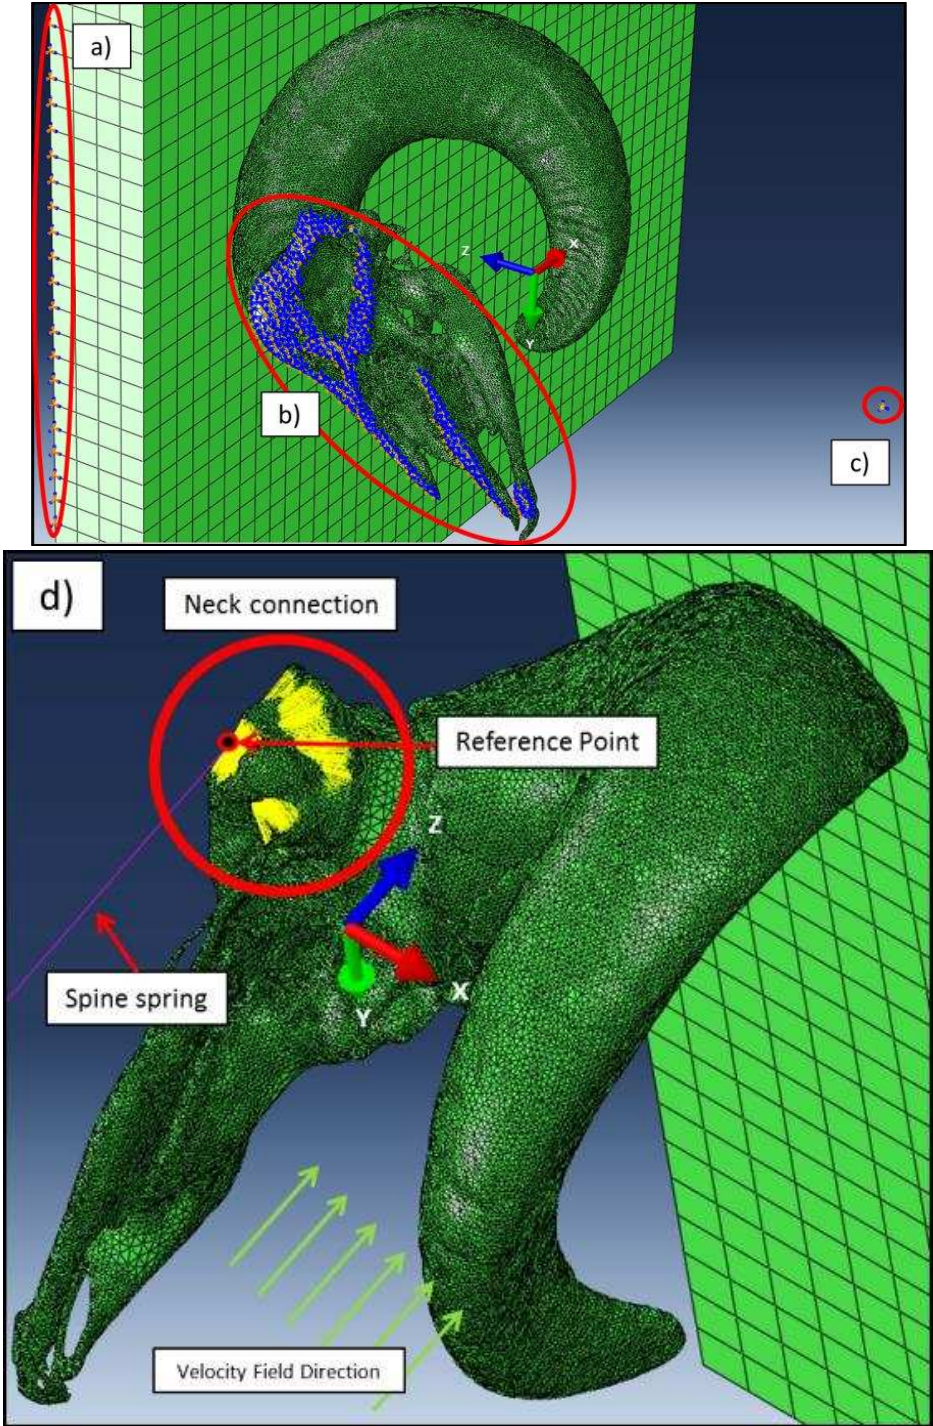 a)
Z
X
Y
b)
c)
d)
Neck connection
Reference Point
Z
Spine spring
X
Y
Velocity Field Direction